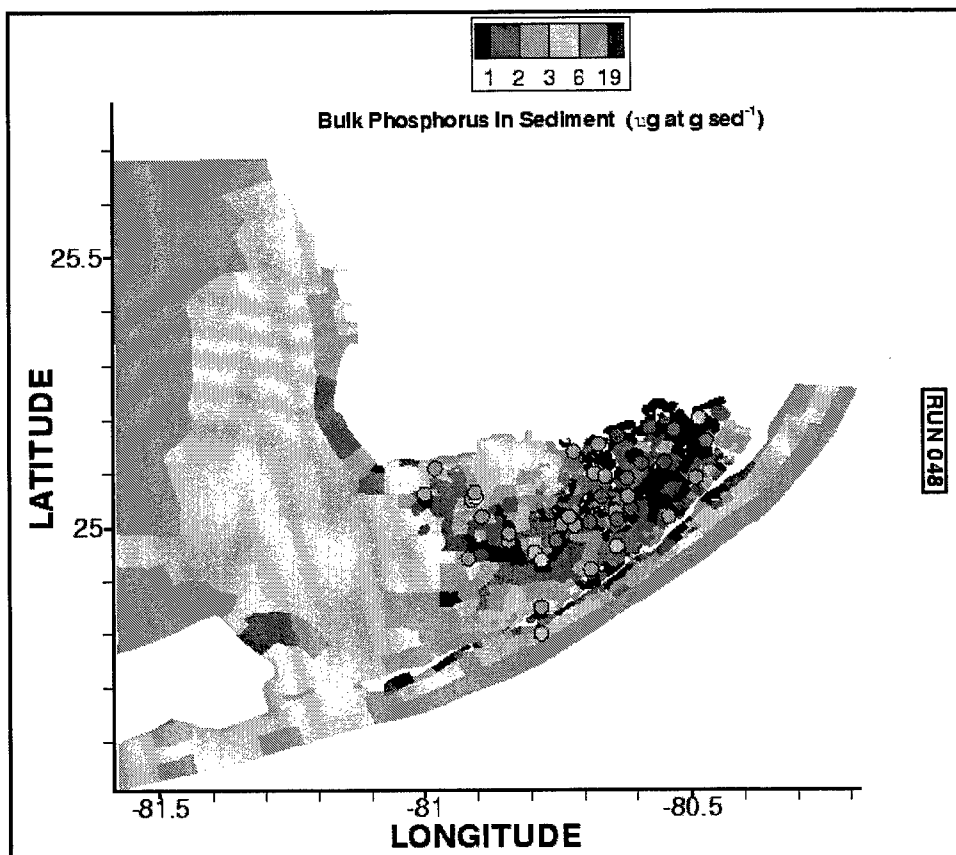 1 2 3 6 19
Bulk Phosphorus In Sediment (ug at g sed-1)
25.5
25
LATITUDE
-81.5 -81 -80.5
LONGITUDE
RUN 048